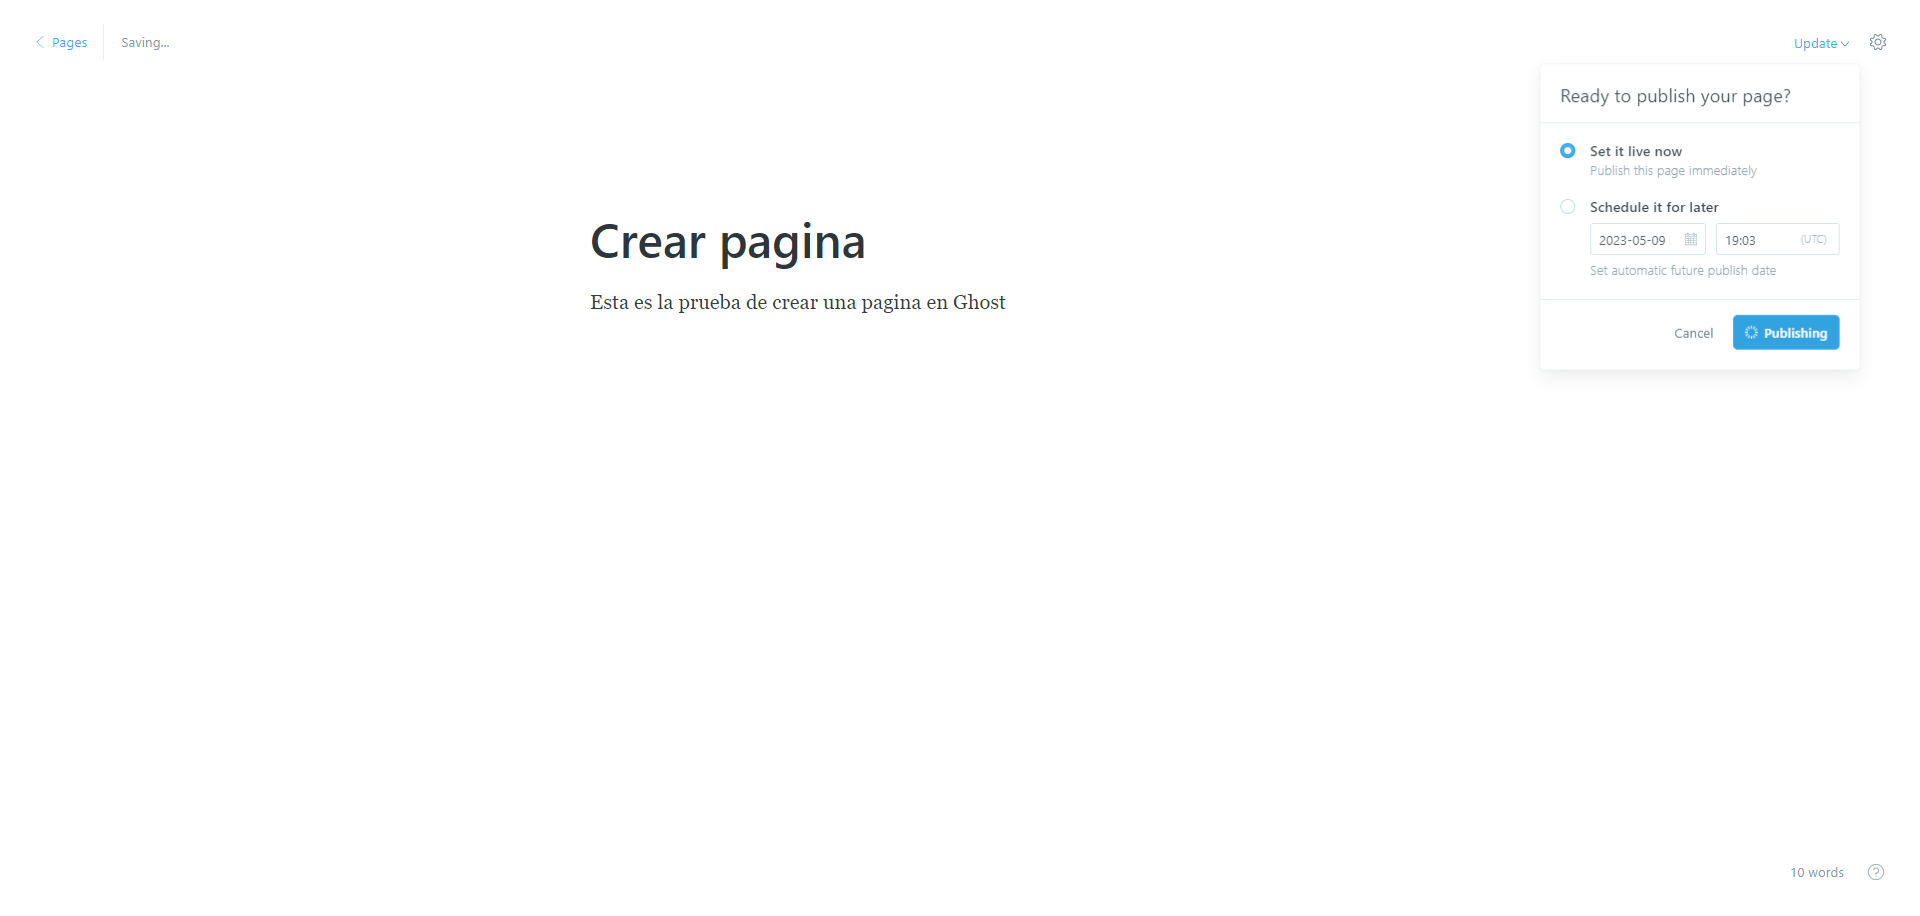 Pages
Saving...
Update
Ready to publish your page?
Set it live now
Publish this page immediately
Schedule it for later
2023-05-09
19:03 (UTC)
Set automatic future publish date
Cancel
Publishing
Crear pagina
Esta es la prueba de crear una pagina en Ghost
10 words
?